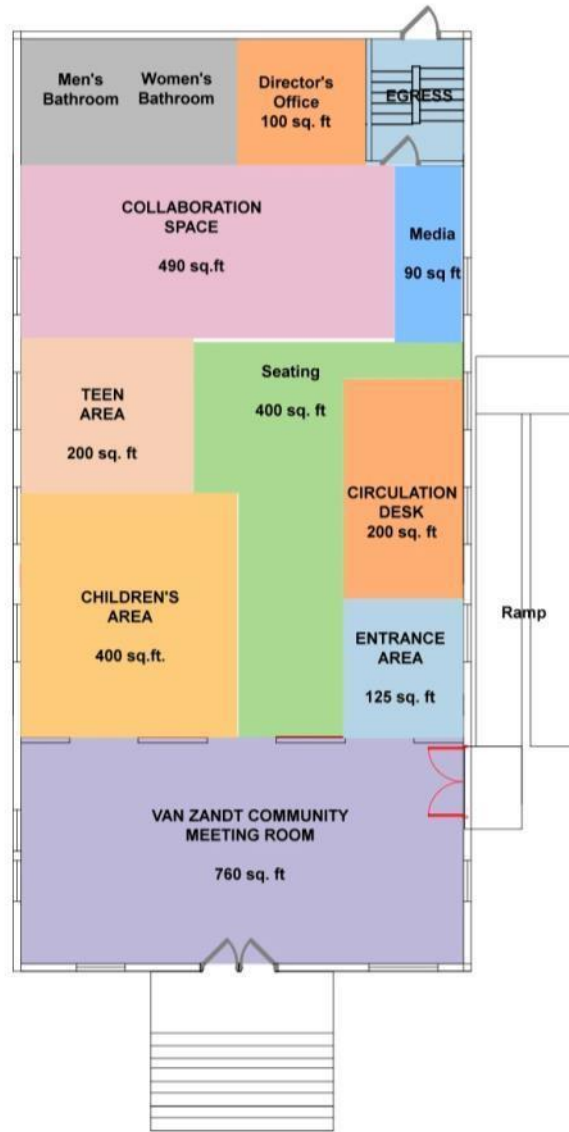 Men's
Bathroom
Women's
Bathroom
Director's
Office
100 sq. ft
EGRESS
COLLABORATION
SPACE
490 sq.ft
Media
90 sq ft
TEEN
AREA
200 sq. ft
Seating
400 sq. ft
CIRCULATION
DESK
200 sq. ft
CHILDREN'S
AREA
400 sq.ft.
ENTRANCE
AREA
125 sq. ft
Ramp
VAN ZANDT COMMUNITY
MEETING ROOM
760 sq. ft